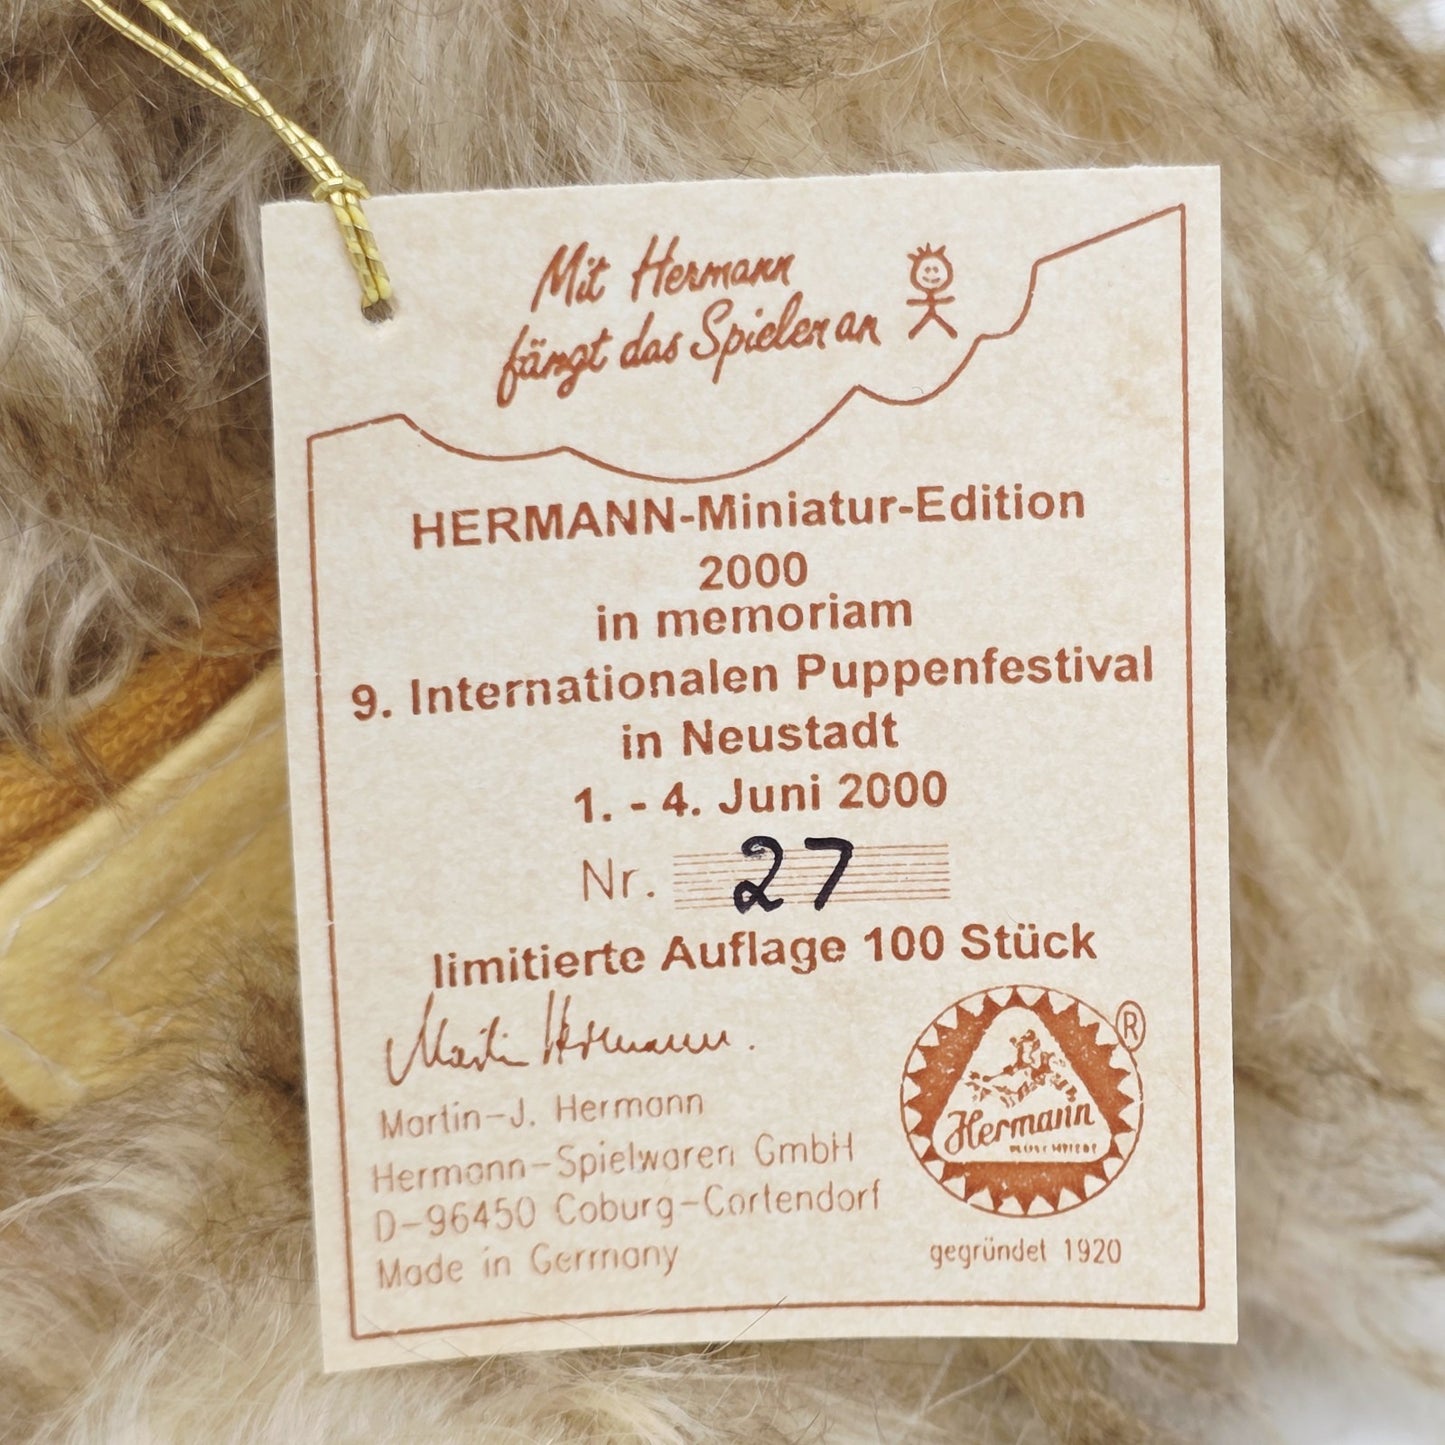 Mit Hermann
fängt das Spielen an
HERMANN-Miniatur-Edition
2000
in memoriam
9. Internationalen Puppenfestival
in Neustadt
1. - 4. Juni 2000
Nr. 27
limitierte Auflage 100 Stück
Martin Hermann.
Martin-J. Hermann
Hermann-Spielwaren GmbH
D-96450 Coburg-Cortendorf
Made in Germany
®
Hermann
gegründet 1920